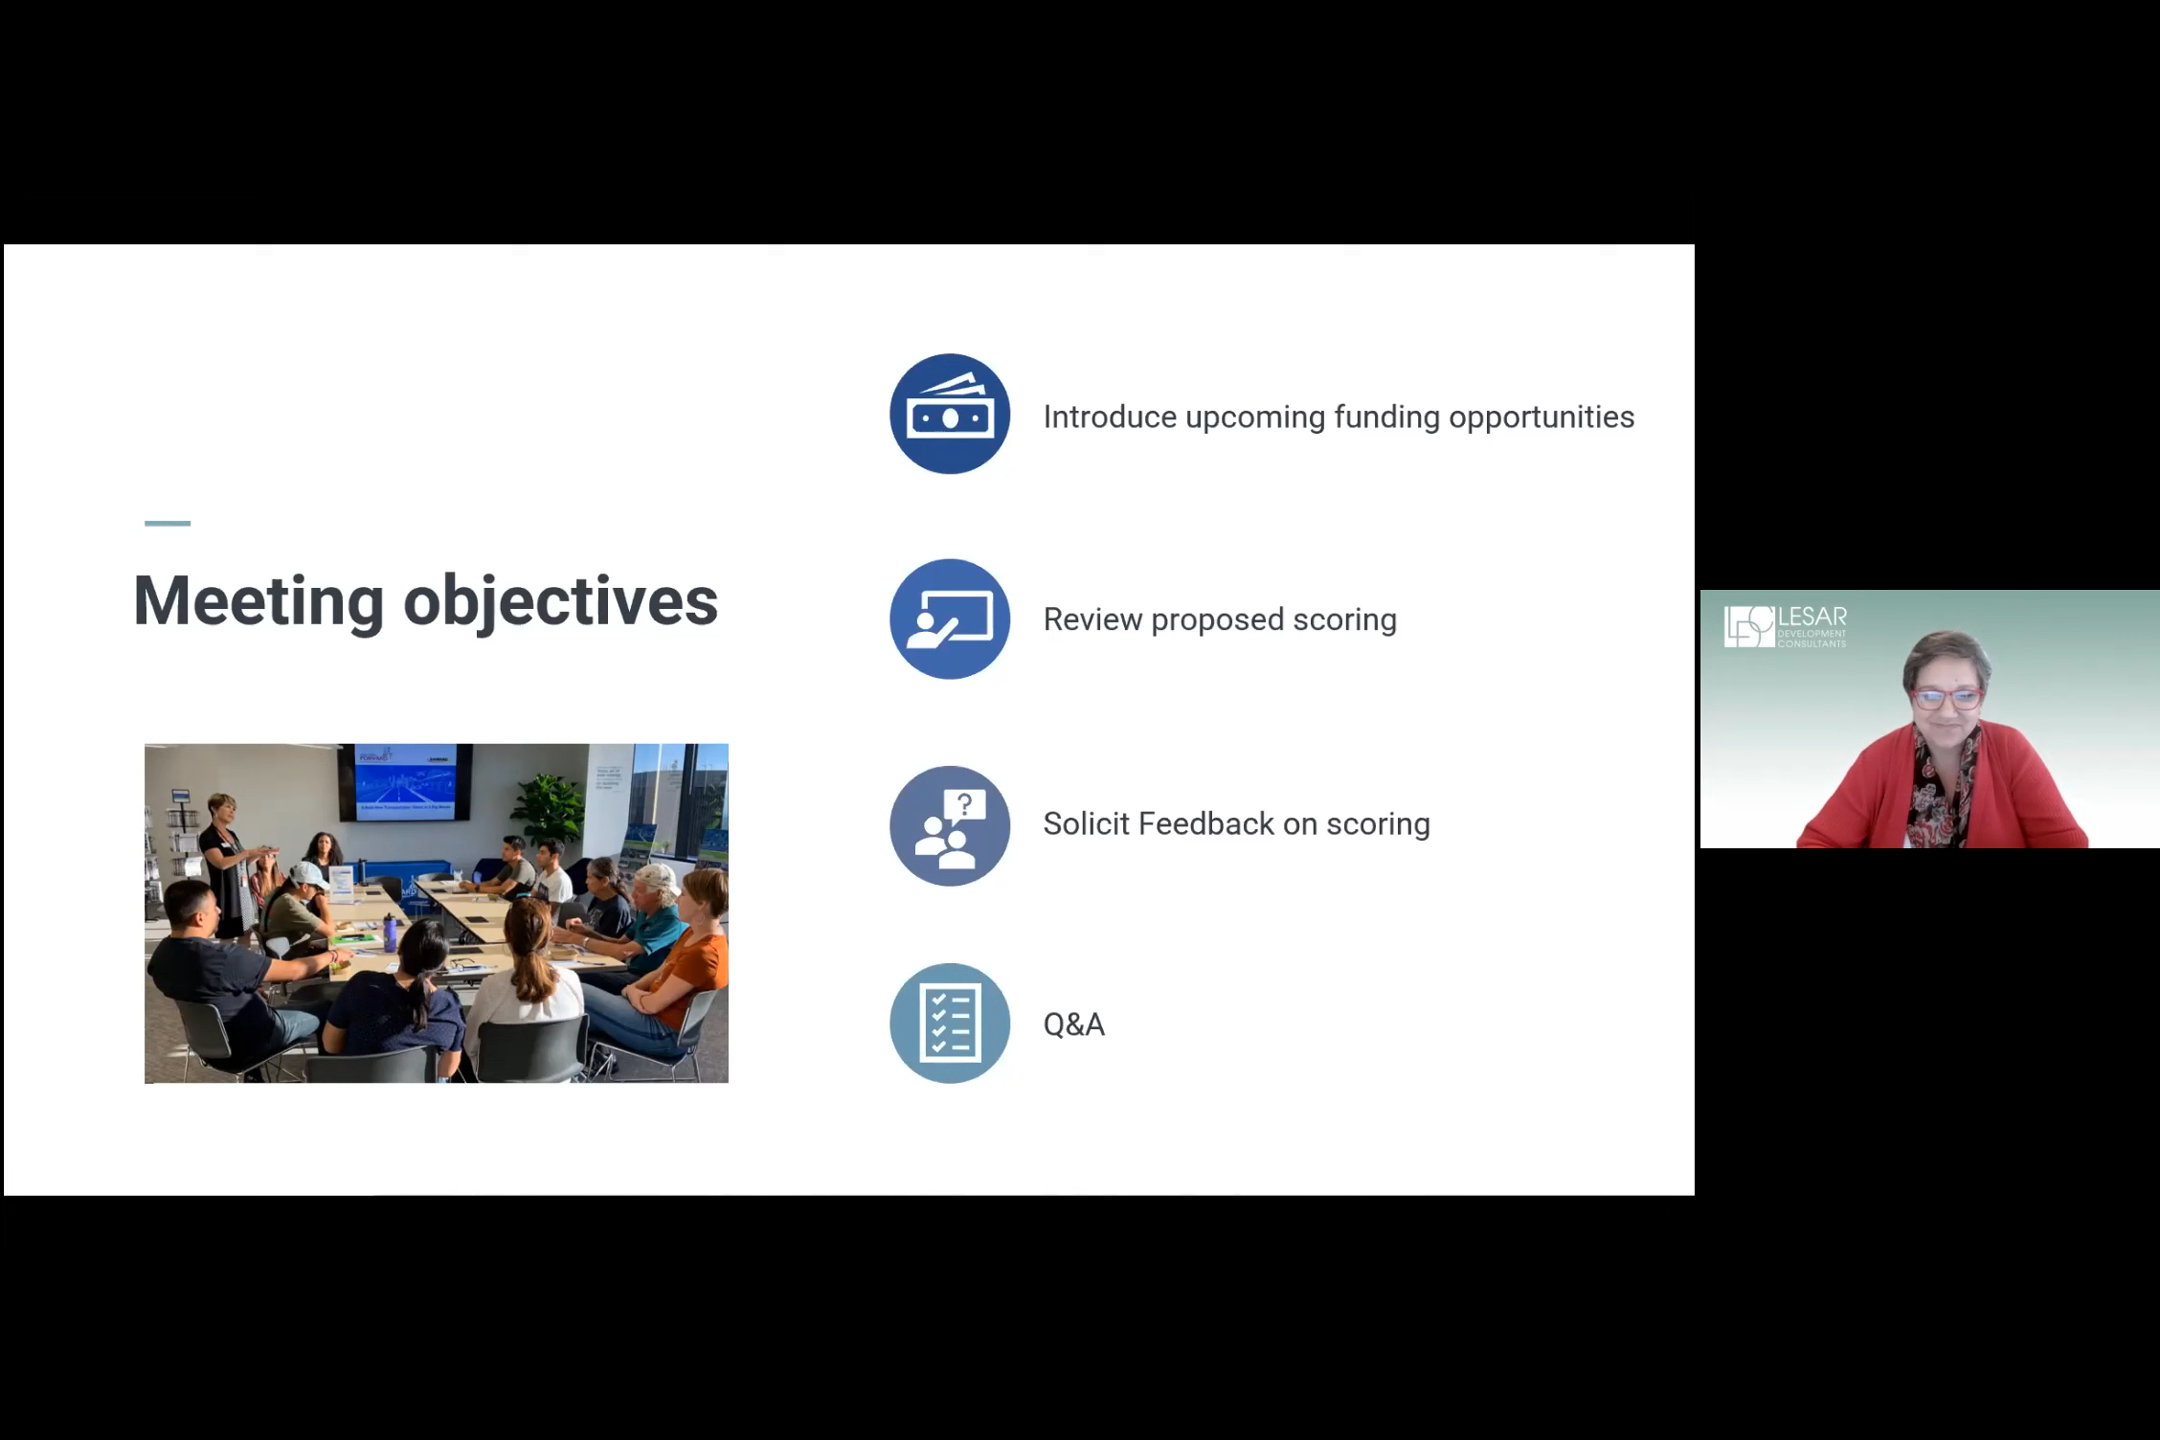 Meeting objectives
Introduce upcoming funding opportunities
Review proposed scoring
Solicit Feedback on scoring
Q&A
LESAR
DEVELOPMENT
CONSULTANTS